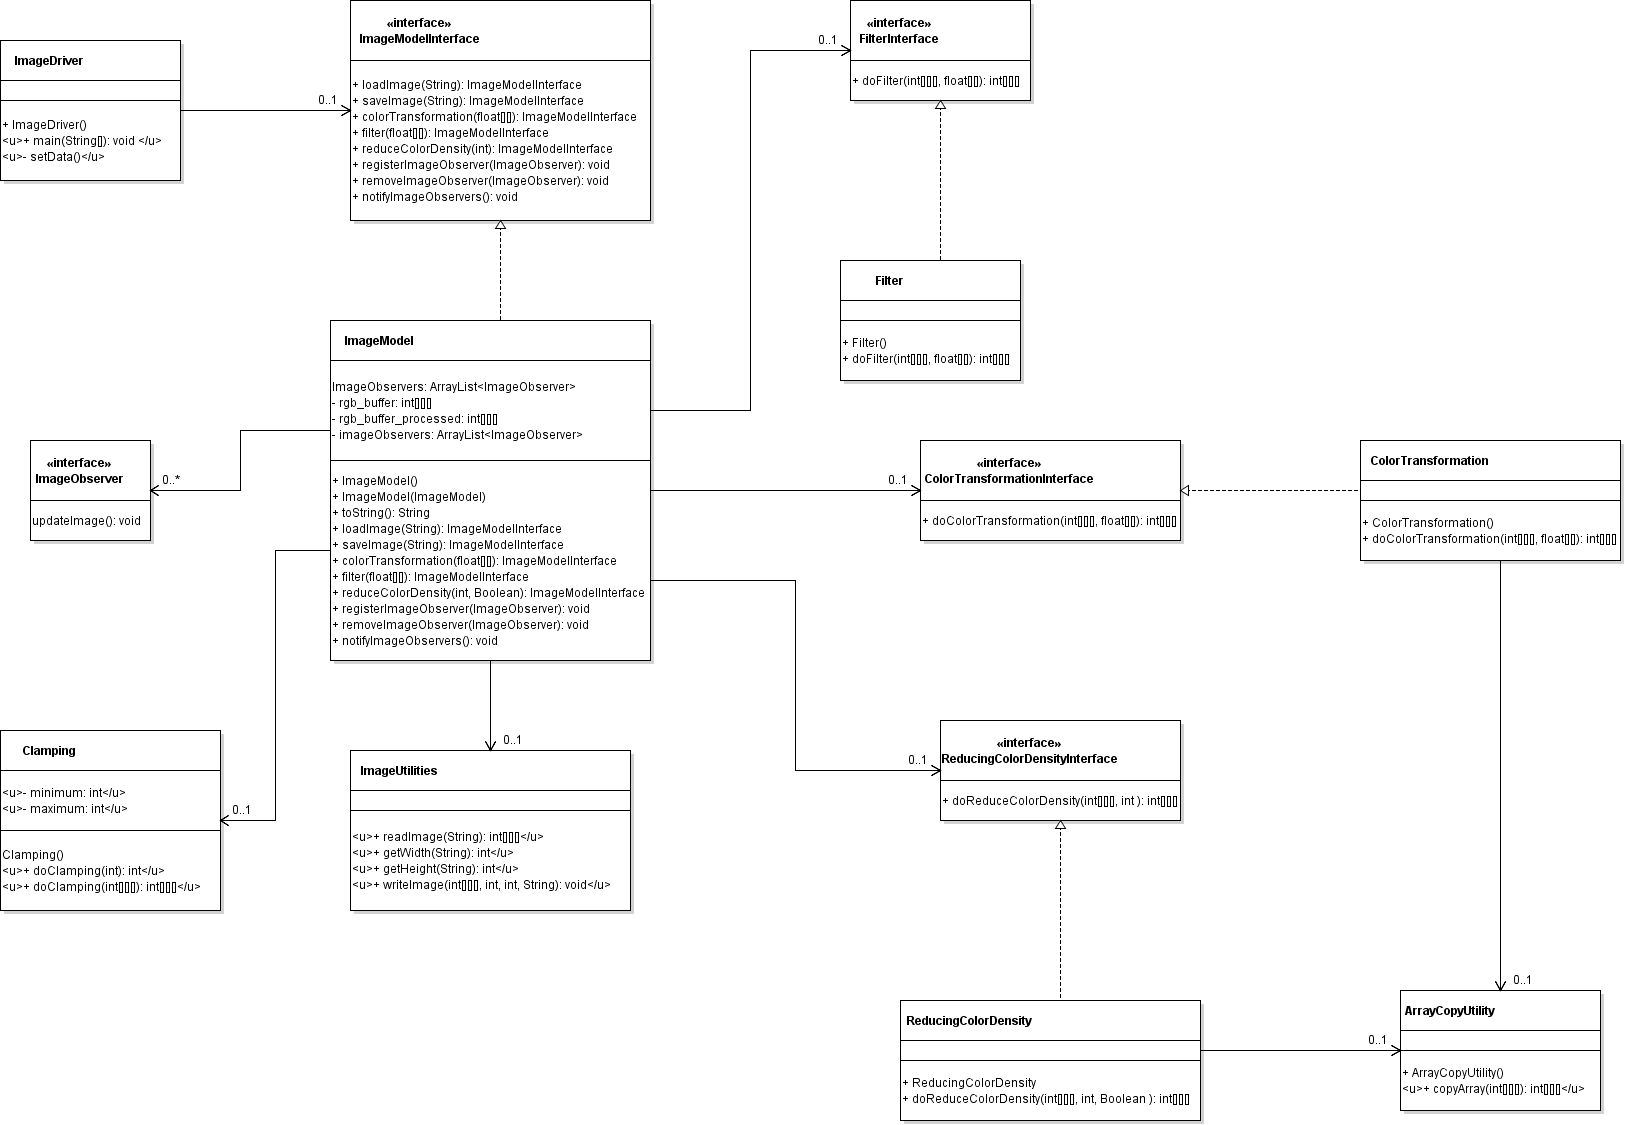 ImageDriver
+ ImageDriver()
<u>+ main(String[]): void </u>
<u>- setData()</u>
0..1
«interface»
ImageModelInterface
+ loadImage(String): ImageModelInterface
+ saveImage(String): ImageModelInterface
+ colorTransformation(float[][]): ImageModelInterface
+ filter(float[][]): ImageModelInterface
+ reduceColorDensity(int): ImageModelInterface
+ registerImageObserver(ImageObserver): void
+ removeImageObserver(ImageObserver): void
+ notifyImageObservers(): void
0..1
«interface»
FilterInterface
+ doFilter(int[][][], float[][]): int[][][]
Filter
+ Filter()
+ doFilter(int[][][], float[][]): int[][][]
ImageModel
ImageObservers: ArrayList<ImageObserver>
- rgb_buffer: int[][][]
- rgb_buffer_processed: int[][][]
- imageObservers: ArrayList<ImageObserver>
+ ImageModel()
+ ImageModel(ImageModel)
+ toString(): String
+ loadImage(String): ImageModelInterface
+ saveImage(String): ImageModelInterface
+ colorTransformation(float[][]): ImageModelInterface
+ filter(float[][]): ImageModelInterface
+ reduceColorDensity(int, Boolean): ImageModelInterface
+ registerImageObserver(ImageObserver): void
+ removeImageObserver(ImageObserver): void
+ notifyImageObservers(): void
«interface»
ImageObserver
updateImage(): void
0..*
0..1
«interface»
ColorTransformationInterface
+ doColorTransformation(int[][][], float[][]): int[][][]
ColorTransformation
+ ColorTransformation()
+ doColorTransformation(int[][][], float[][]): int[][][]
Clamping
<u>- minimum: int</u>
<u>- maximum: int</u>
Clamping()
<u>+ doClamping(int): int</u>
<u>+ doClamping(int[][][]): int[][][]</u>
0..1
0..1
ImageUtilities
<u>+ readImage(String): int[][][]</u>
<u>+ getWidth(String): int</u>
<u>+ getHeight(String): int</u>
<u>+ writeImage(int[][][], int, int, String): void</u>
0..1
«interface»
ReducingColorDensityInterface
+ doReduceColorDensity(int[][][], int ): int[][][]
ReducingColorDensity
+ ReducingColorDensity
+ doReduceColorDensity(int[][][], int, Boolean ): int[][][]
0..1
0..1
ArrayCopyUtility
+ ArrayCopyUtility()
<u>+ copyArray(int[][][]): int[][][]</u>